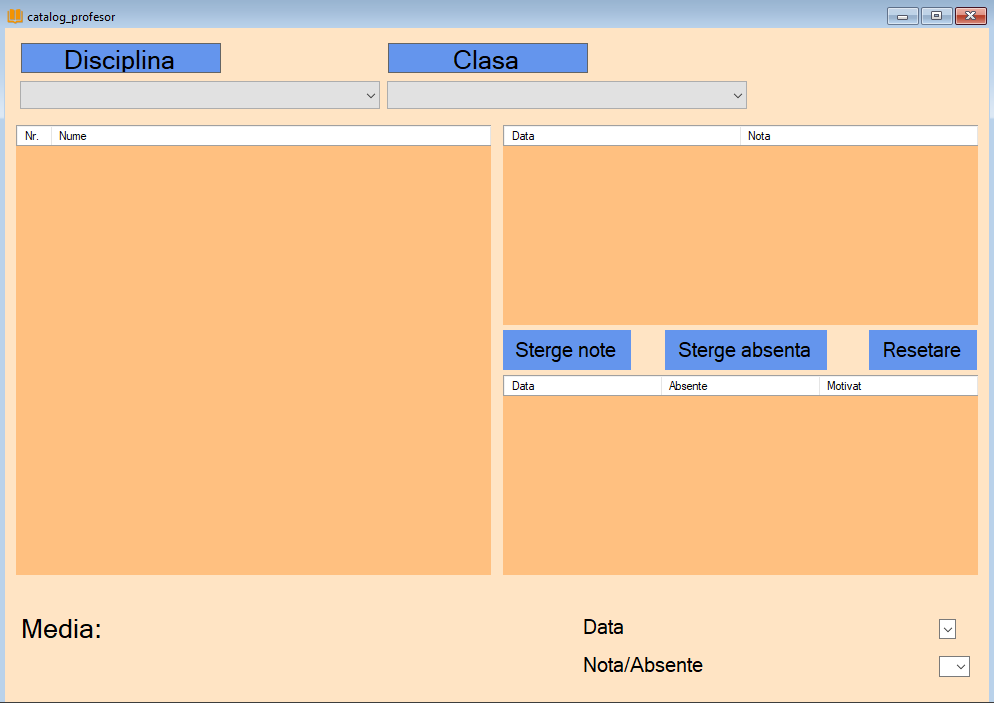 catalog_profesor
Disciplina
Clasa
Nr. Nume
Data Nota
Sterge note
Sterge absenta
Resetare
Data Absente Motivat
Media:
Data
Nota/Absente